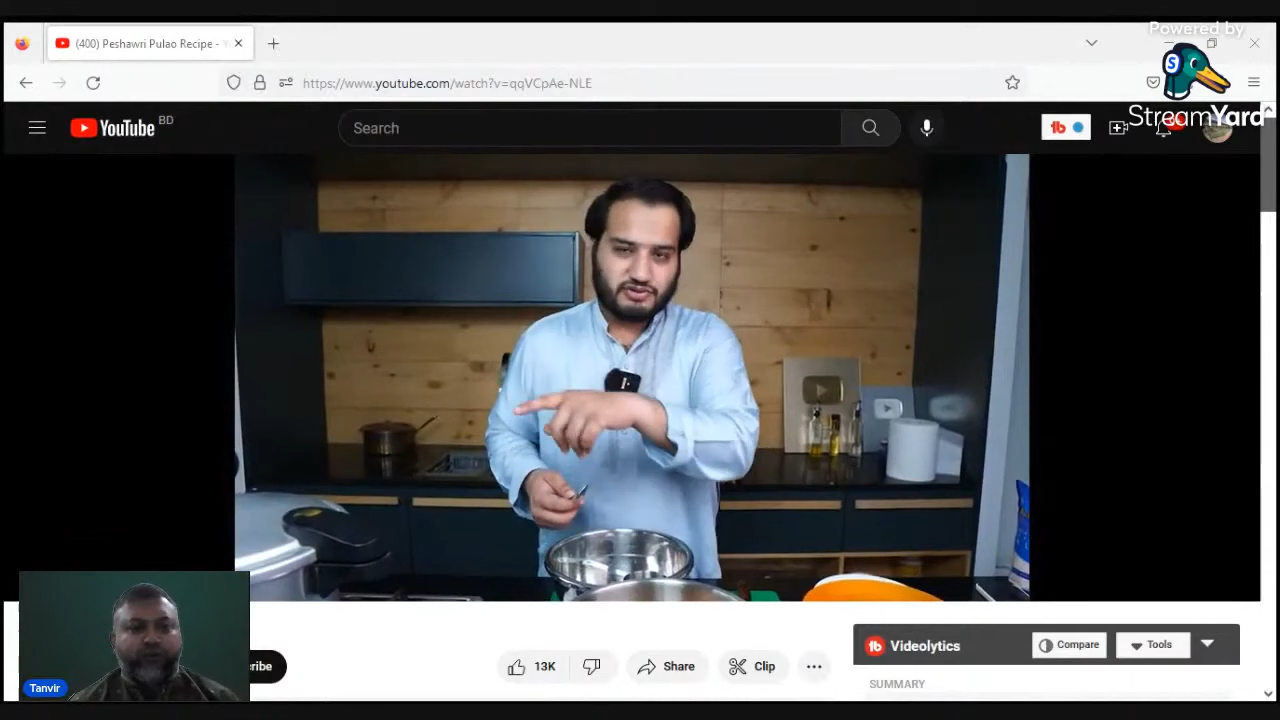 Powered by
StreamYard
(400) Peshawri Pulao Recipe - Y
https://www.youtube.com/watch?v=qqVCpAe-NLE
YouTube BD
Search
Videolytics
Compare
Tools
13K
Share
Clip
SUMMARY
Tanvir